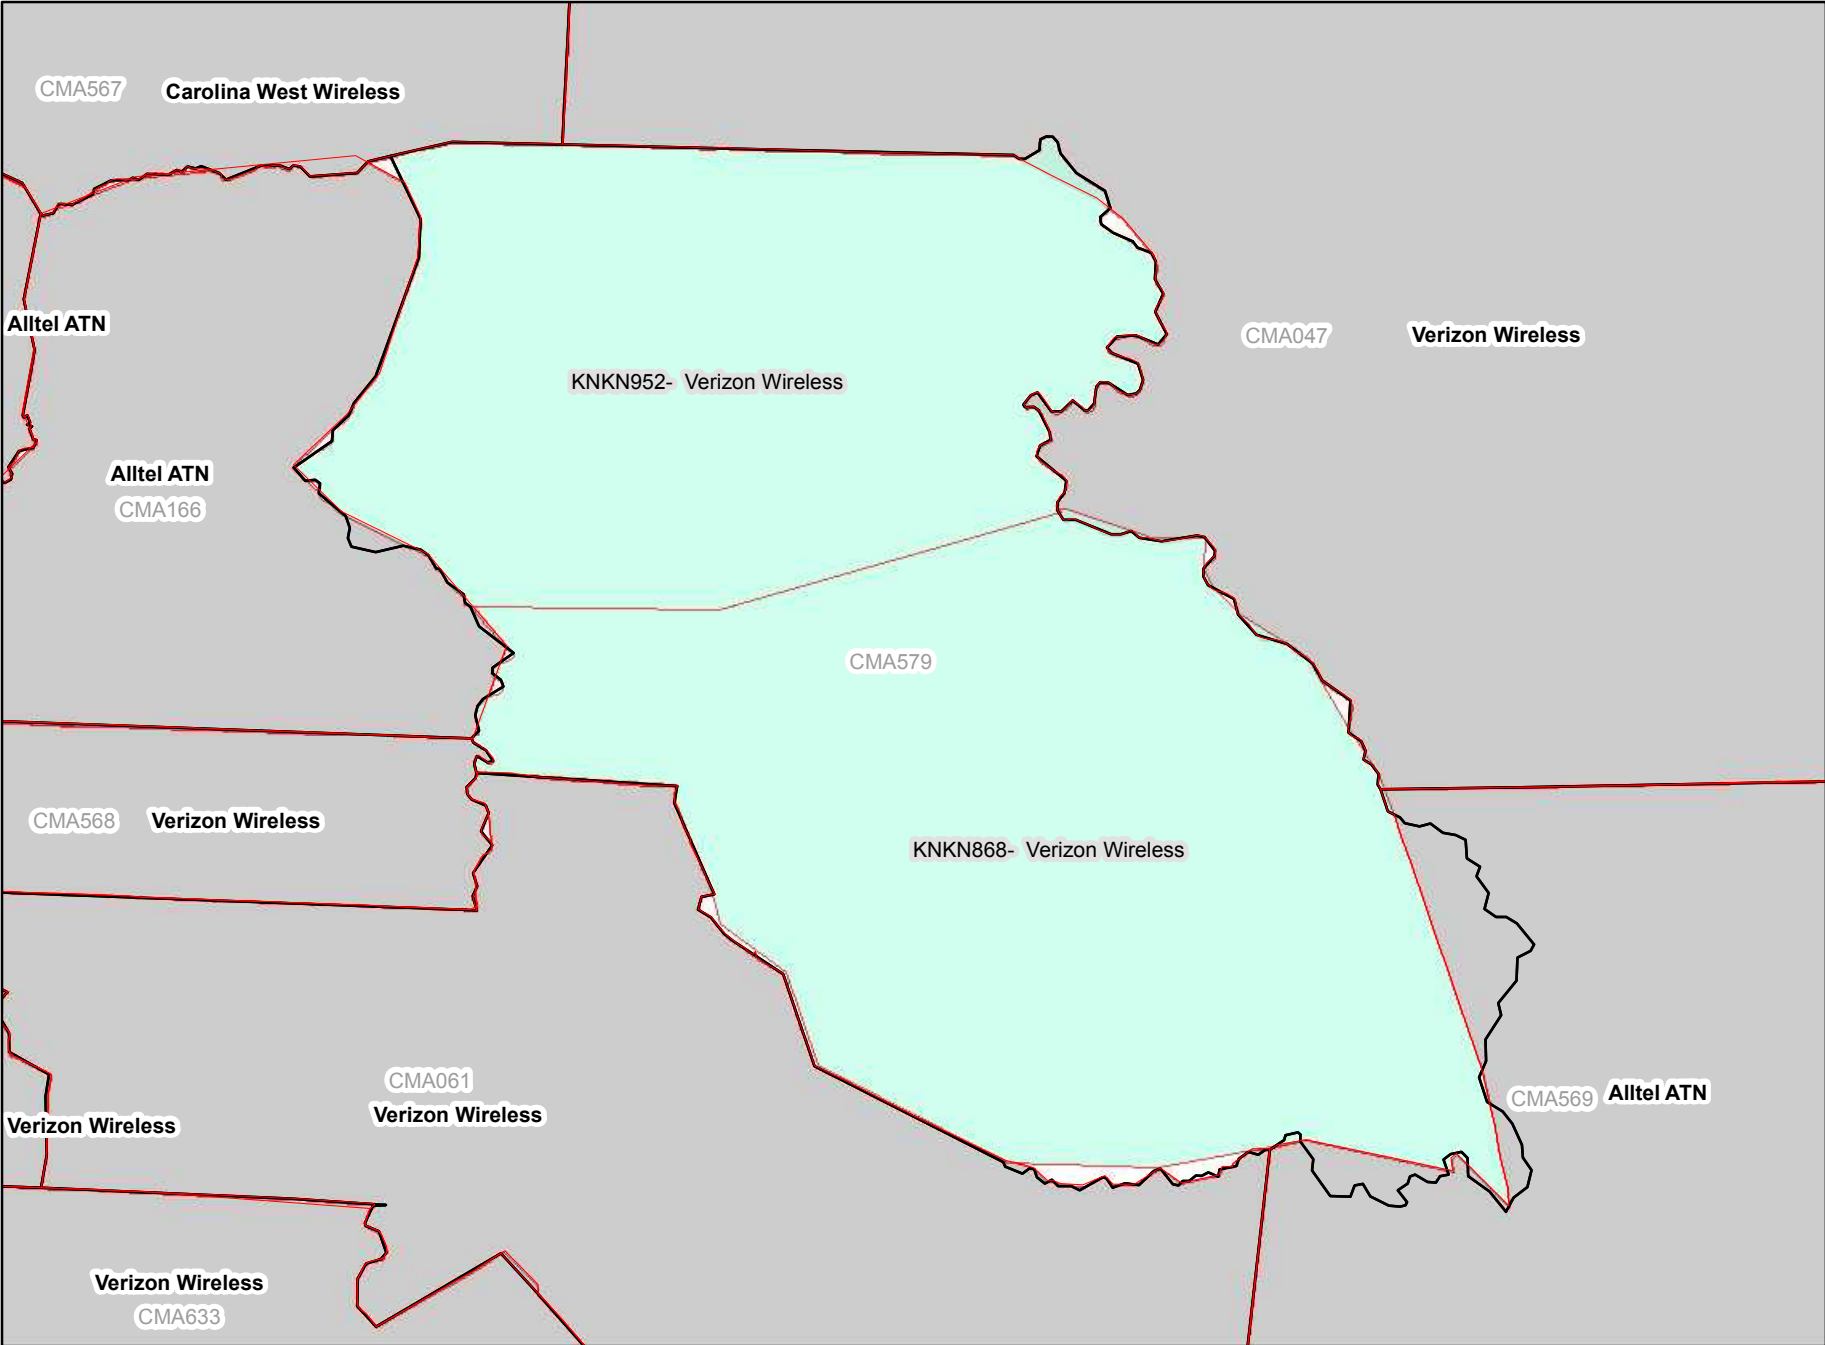 CMA567 Carolina West Wireless
Alltel ATN
CMA047 Verizon Wireless
KNKN952- Verizon Wireless
Alltel ATN
CMA166
CMA579
CMA568 Verizon Wireless
KNKN868- Verizon Wireless
CMA061
Verizon Wireless
CMA569 Alltel ATN
Verizon Wireless
Verizon Wireless
CMA633